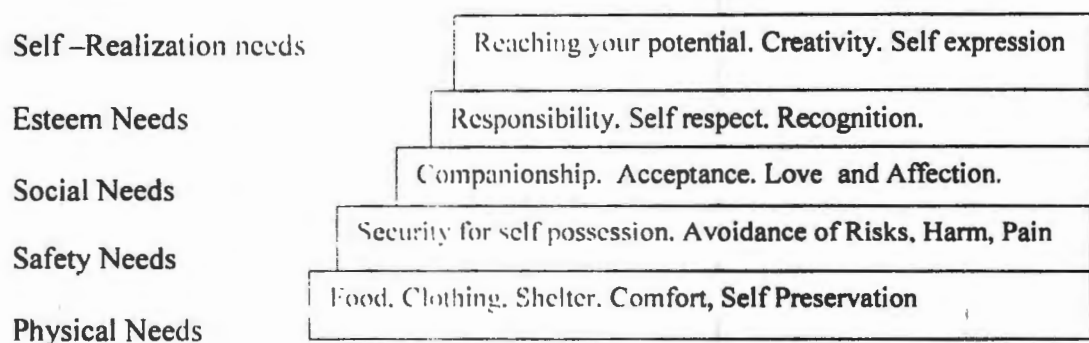 Self –Realization needs
Reaching your potential. Creativity. Self expression
Esteem Needs
Responsibility. Self respect. Recognition.
Social Needs
Companionship. Acceptance. Love and Affection.
Safety Needs
Security for self possession. Avoidance of Risks, Harm, Pain
Physical Needs
Food. Clothing. Shelter. Comfort, Self Preservation